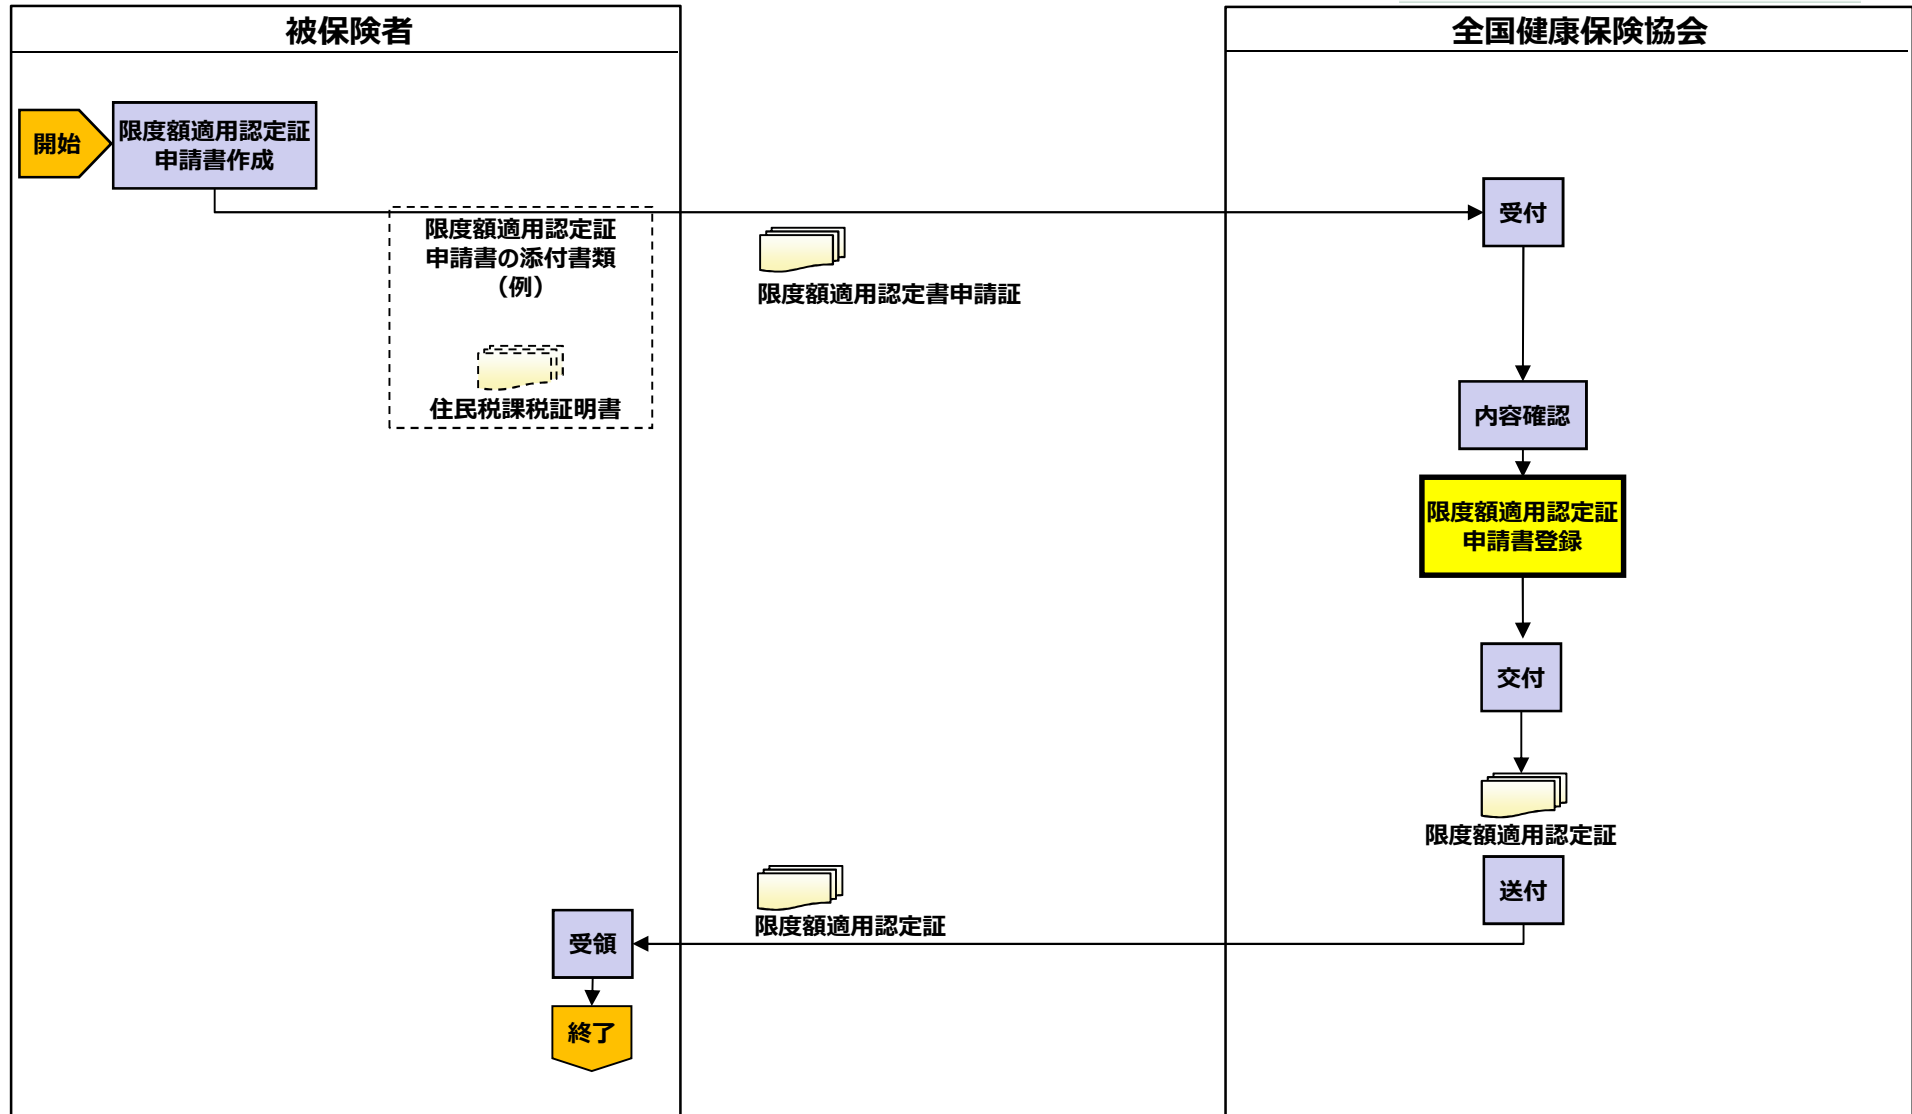 被保険者
全国健康保険協会
開始
限度額適用認定証
申請書作成
限度額適用認定証
申請書の添付書類
（例）
住民税課税証明書
限度額適用認定書申請証
受付
内容確認
限度額適用認定証
申請書登録
交付
限度額適用認定証
送付
限度額適用認定証
受領
終了